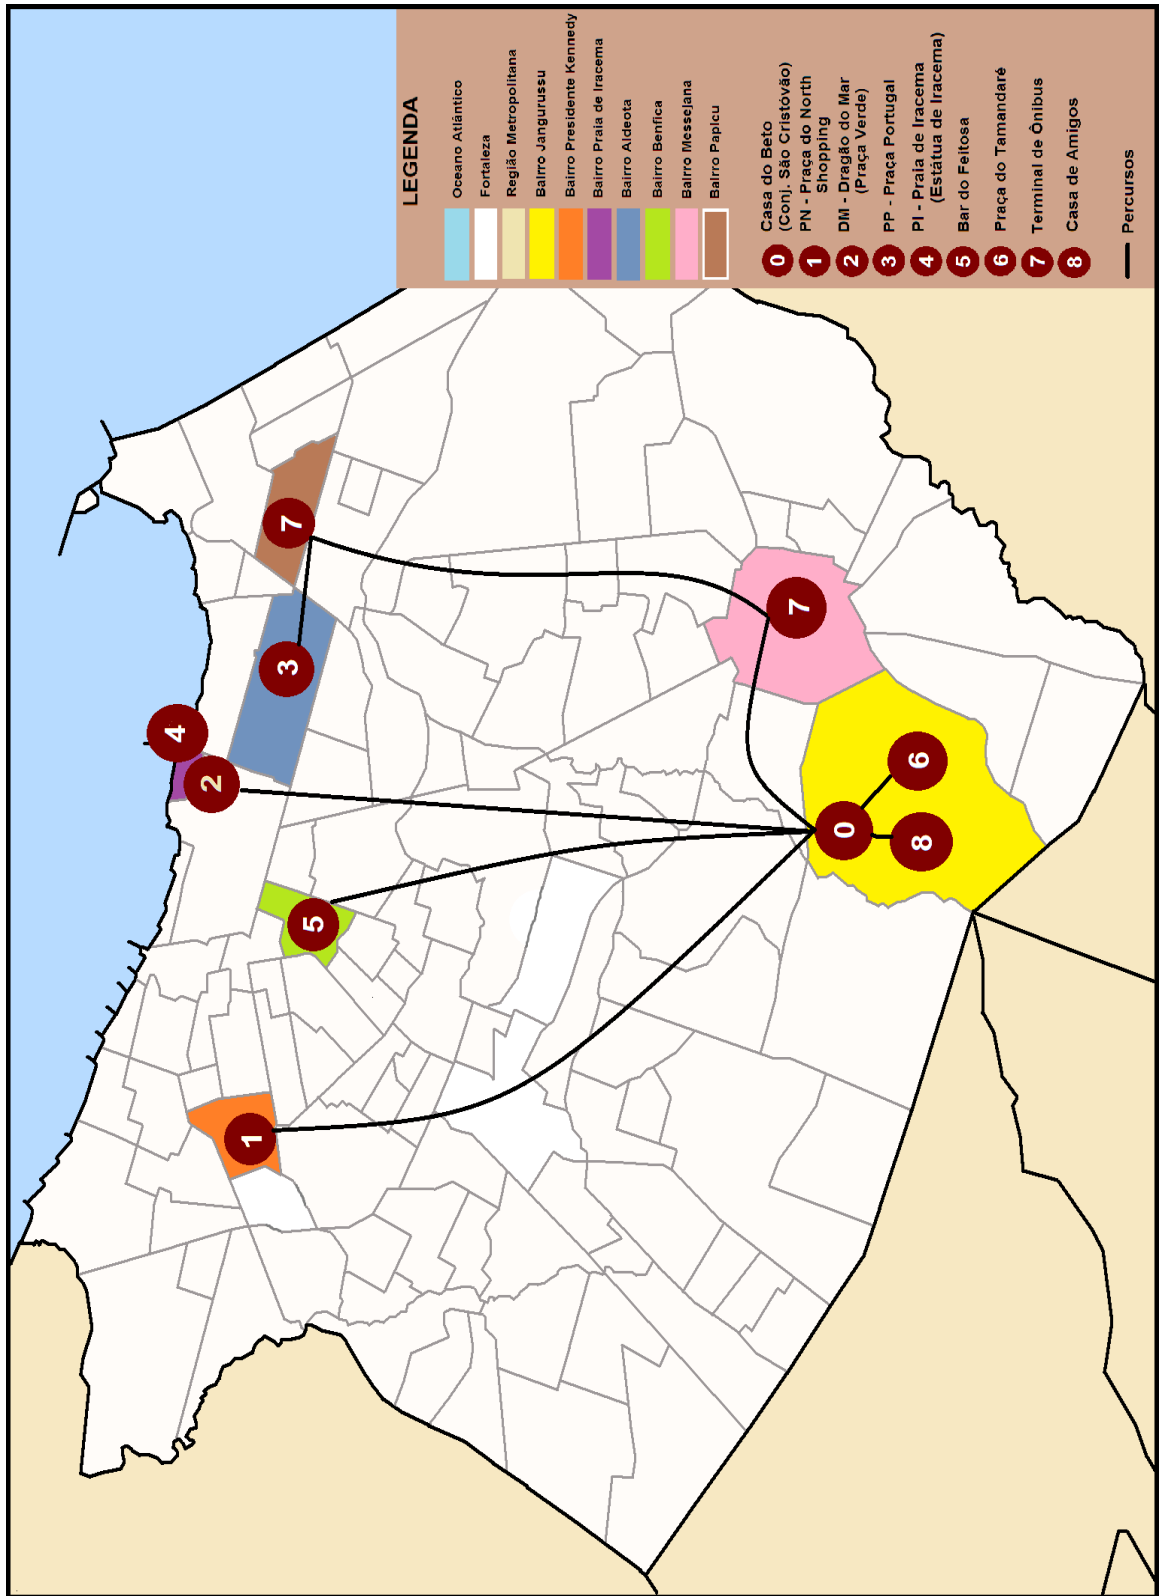 LEGENDA
Oceano Atlântico
Fortaleza
Região Metropolitana
Bairro Jangurussu
Bairro Presidente Kennedy
Bairro Praia de Iracema
Bairro Aldeota
Bairro Benfica
Bairro Messejana
Bairro Papicu
0 Casa do Beto
(Conj. São Cristóvão)
1 PN - Praça do North
Shopping
2 DM - Dragão do Mar
(Praça Verde)
3 PP - Praça Portugal
4 PI - Praia de Iracema
(Estátua de Iracema)
5 Bar do Feitosa
6 Praça do Tamandaré
7 Terminal de Ônibus
8 Casa de Amigos
Percursos
1
5
2
4
3
7
0
8
6
7